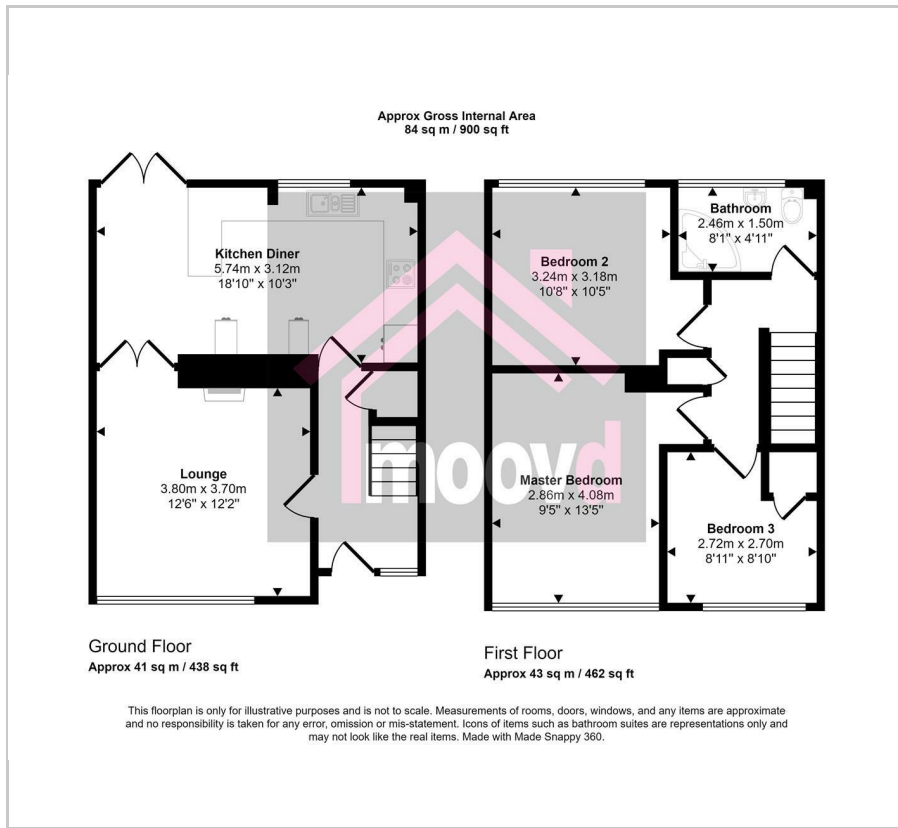 Approx Gross Internal Area
84 sq m / 900 sq ft
Kitchen Diner
5.74m x 3.12m
18'10" x 10'3"
Lounge
3.80m x 3.70m
12'6" x 12'2"
Ground Floor
Approx 41 sq m / 438 sq ft
Bathroom
2.46m x 1.50m
8'1" x 4'11"
Bedroom 2
3.24m x 3.18m
10'8" x 10'5"
Master Bedroom
2.86m x 4.08m
9'5" x 13'5"
Bedroom 3
2.72m x 2.70m
8'11" x 8'10"
First Floor
Approx 43 sq m / 462 sq ft
moovd
This floorplan is only for illustrative purposes and is not to scale. Measurements of rooms, doors, windows, and any items are approximate
and no responsibility is taken for any error, omission or mis-statement. Icons of items such as bathroom suites are representations only and
may not look like the real items. Made with Made Snappy 360.